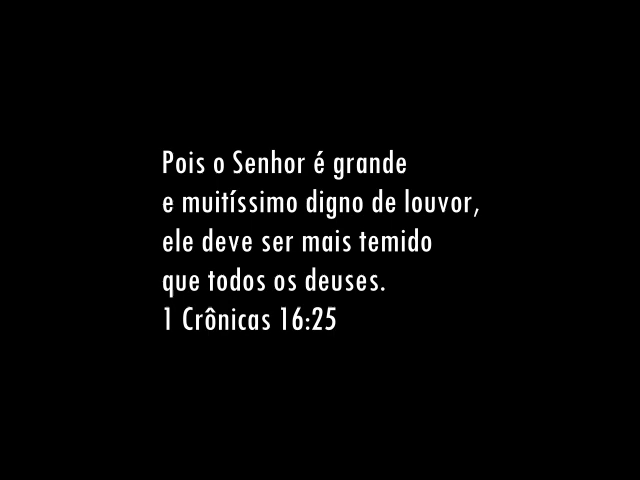 Pois o Senhor é grande
e muitíssimo digno de louvor,
ele deve ser mais temido
que todos os deuses.
1 Crônicas 16:25